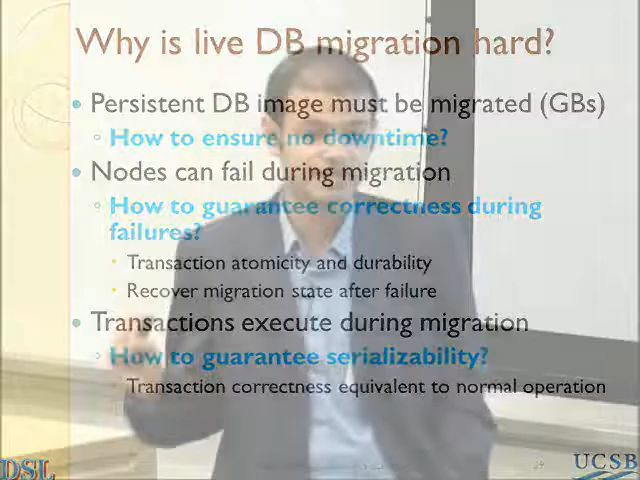 Why is live DB migration hard?
Persistent DB image must be migrated (GBs)
How to ensure no downtime?
Nodes can fail during migration
How to guarantee correctness during
failures?
Transaction atomicity and durability
Recover migration state after failure
Transactions execute during migration
How to guarantee serializability?
Transaction correctness equivalent to normal operation
DSL
UCSB